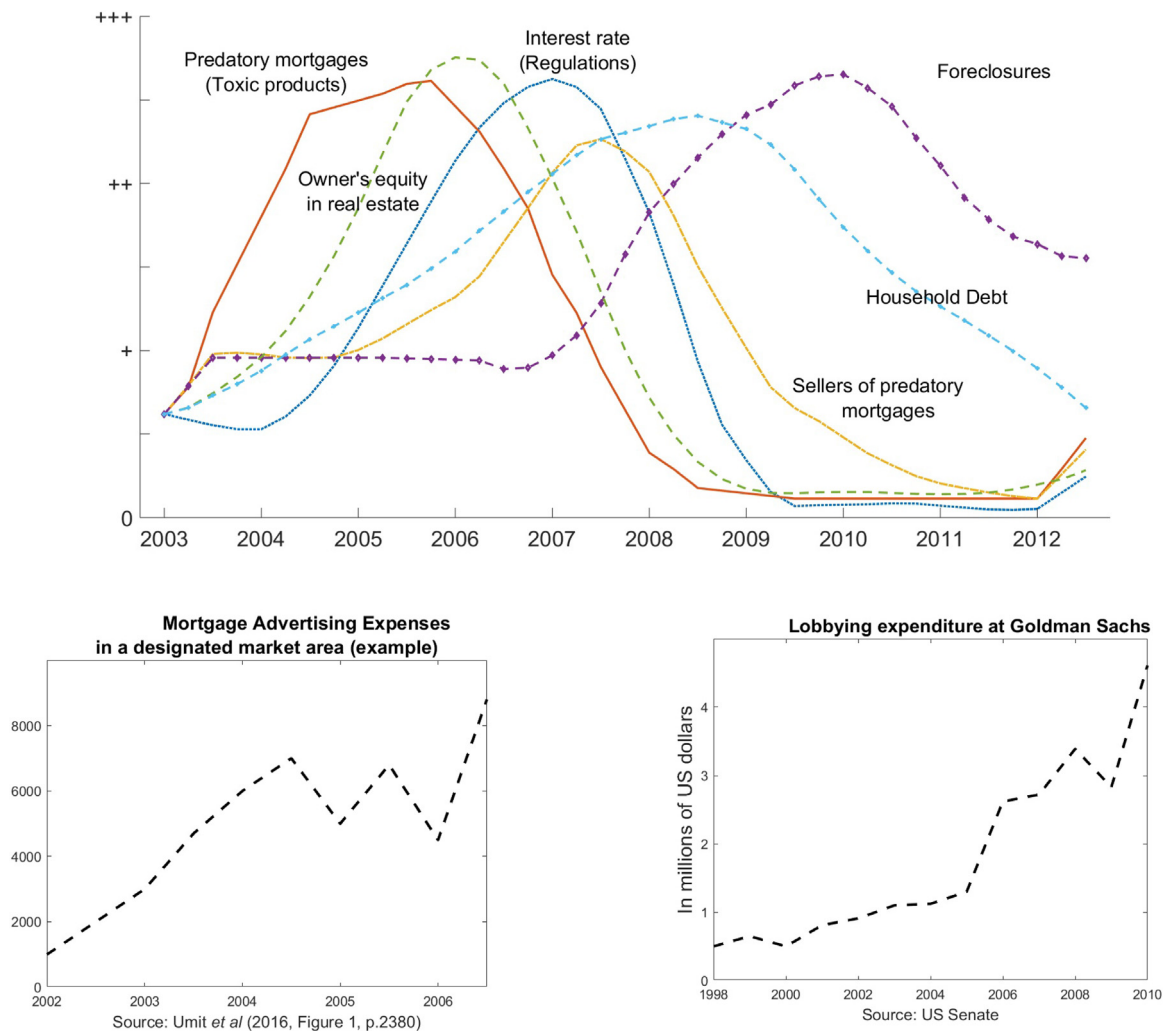 +++
Predatory mortgages
(Toxic products)
Interest rate
(Regulations)
Foreclosures
++
Owner's equity
in real estate
Household Debt
+
Sellers of predatory
mortgages
0
2003 2004 2005 2006 2007 2008 2009 2010 2011 2012
Mortgage Advertising Expenses
in a designated market area (example)
8000
6000
4000
2000
0
2002 2003 2004 2005 2006
Source: Umit et al (2016, Figure 1, p.2380)
Lobbying expenditure at Goldman Sachs
In millions of US dollars
4
3
2
1
0
1998 2000 2002 2004 2006 2008 2010
Source: US Senate